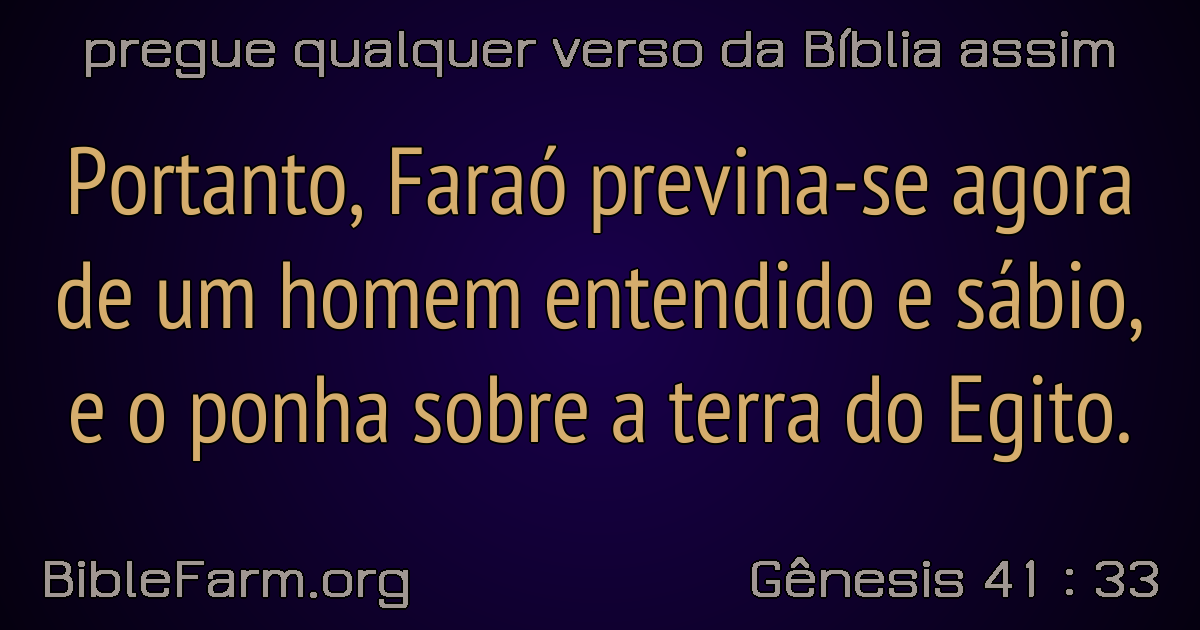 pregue qualquer verso da Bíblia assim
Portanto, Faraó previna-se agora
de um homem entendido e sábio,
e o ponha sobre a terra do Egito.
BibleFarm.org
Gênesis 41 : 33